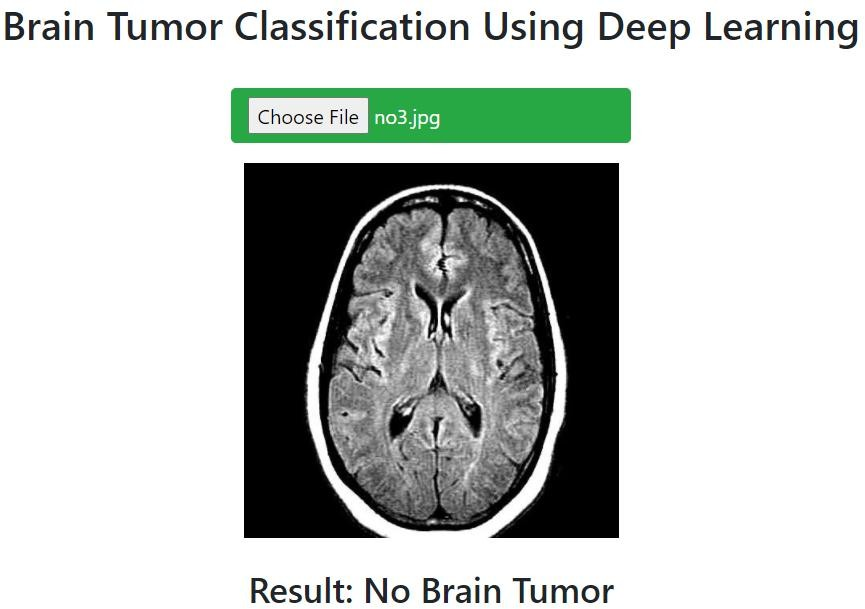 Brain Tumor Classification Using Deep Learning
Choose File no3.jpg
Result: No Brain Tumor